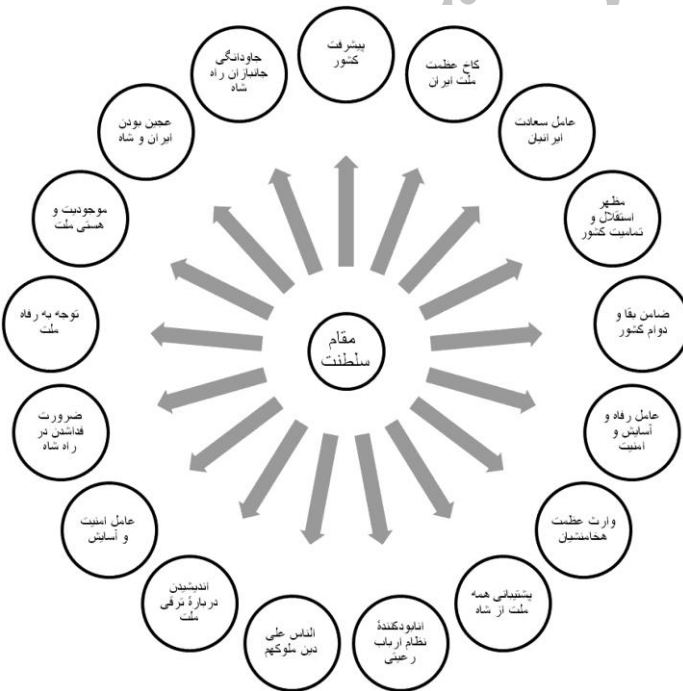 پیشرفت
کشور
کاخ عظمت
ملت ایران
عامل سعادت
ایرانیان
مظهر
استقلال و
تمامیت کشور
ضامن بقا و
دوام کشور
عامل رفاه و
آسایش و
امنیت
وارث عظمت
هخامنشیان
پشتیبانی همه
ملت از شاه
انابودکنندۀ
نظام ارباب
رعیتی
الناس علی
دین ملوکهم
اندیشیدن
دربارۀ ترقی
ملت
عامل امنیت
و آسایش
ضرورت
فداشدن در
راه شاه
توجه به رفاه
ملت
موجودیت و
هستی ملت
عجین بودن
ایران و شاه
جاودانگی
جانبازان راه
شاه
مقام
سلطنت